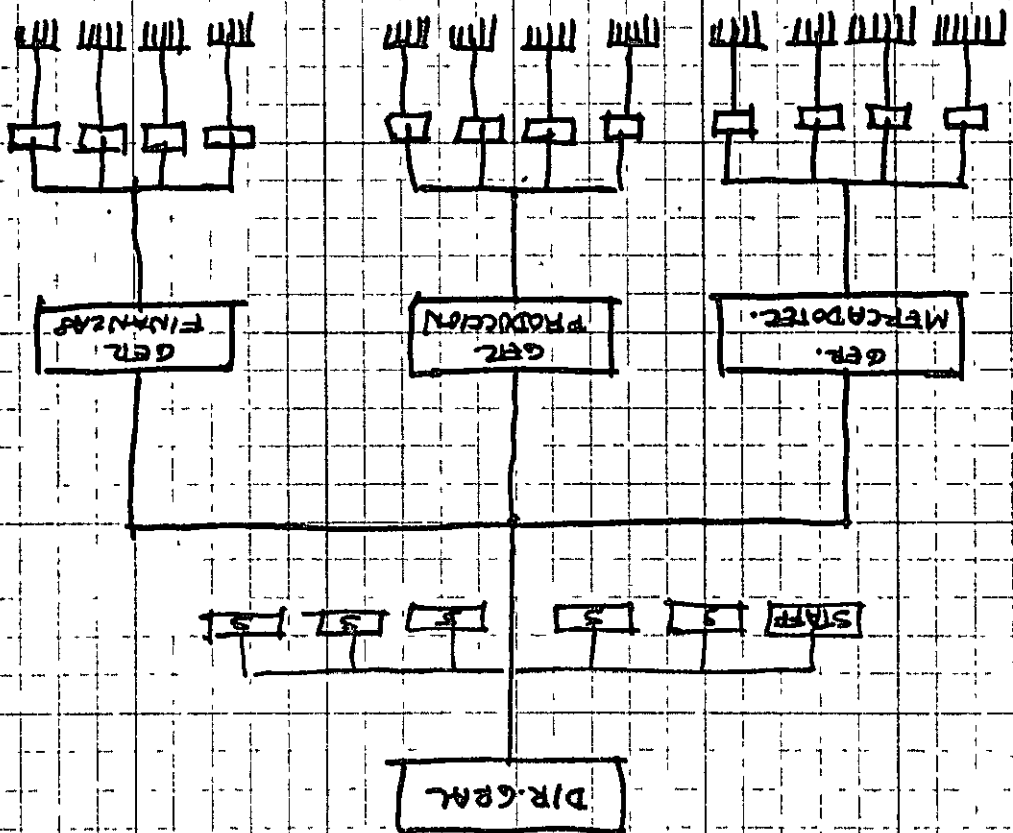 DIR. GRAL
STAFF S S S S S
GER.
MERCADOTEC.
GER.
PRODUCCION
GER.
FINANZAS